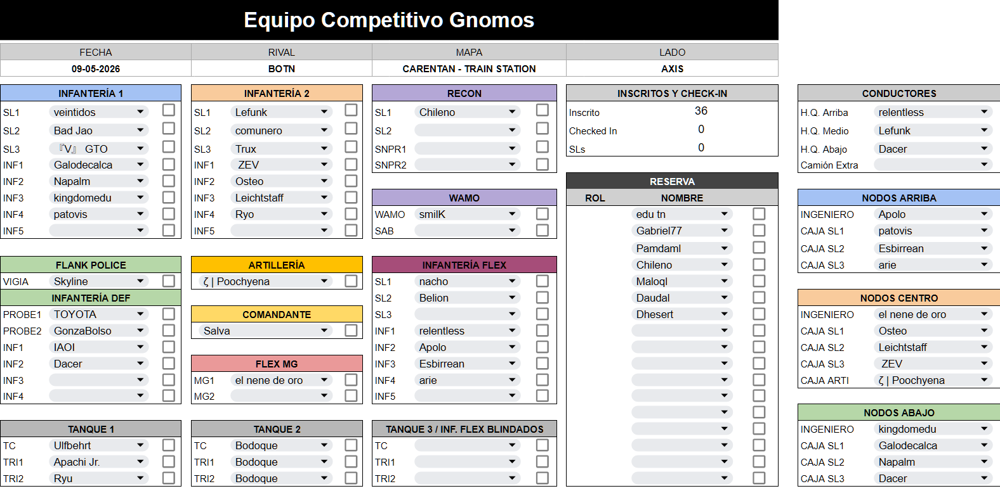 Equipo Competitivo Gnomos
FECHA RIVAL MAPA LADO
09-05-2026 BOTN CARENTAN - TRAIN STATION AXIS
INFANTERÍA 1
SL1 veintidos
SL2 Bad Jao
SL3 『V』 GTO
INF1 Galodecalca
INF2 Napalm
INF3 kingdomedu
INF4 patovis
INF5
INFANTERÍA 2
SL1 Lefunk
SL2 comunero
SL3 Trux
INF1 ZEV
INF2 Osteo
INF3 Leichtstaff
INF4 Ryo
INF5
RECON
SL1 Chileno
SL2
SNPR1
SNPR2
WAMO
WAMO smilK
SAB
INSCRITOS Y CHECK-IN
Inscrito 36
Checked In 0
SLs 0
RESERVA
ROL NOMBRE
edu tn
Gabriel77
Pamdaml
Chileno
Maloql
Daudal
Dhesert
CONDUCTORES
H.Q. Arriba relentless
H.Q. Medio Lefunk
H.Q. Abajo Dacer
Camión Extra
NODOS ARRIBA
INGENIERO Apolo
CAJA SL1 patovis
CAJA SL2 Esbirrean
CAJA SL3 arie
FLANK POLICE
VIGIA Skyline
INFANTERÍA DEF
PROBE1 TOYOTA
PROBE2 GonzaBolso
INF1 IAOI
INF2 Dacer
INF3
INF4
ARTILLERÍA
ζ | Poochyena
COMANDANTE
Salva
FLEX MG
MG1 el nene de oro
MG2
INFANTERÍA FLEX
SL1 nacho
SL2 Belion
SL3
INF1 relentless
INF2 Apolo
INF3 Esbirrean
INF4 arie
INF5
NODOS CENTRO
INGENIERO el nene de oro
CAJA SL1 Osteo
CAJA SL2 Leichtstaff
CAJA SL3 ZEV
CAJA ARTI ζ | Poochyena
TANQUE 1
TC Ulfbehrt
TRI1 Apachi Jr.
TRI2 Ryu
TANQUE 2
TC Bodoque
TRI1 Bodoque
TRI2 Bodoque
TANQUE 3 / INF. FLEX BLINDADOS
TC
TRI1
TRI2
NODOS ABAJO
INGENIERO kingdomedu
CAJA SL1 Galodecalca
CAJA SL2 Napalm
CAJA SL3 Dacer